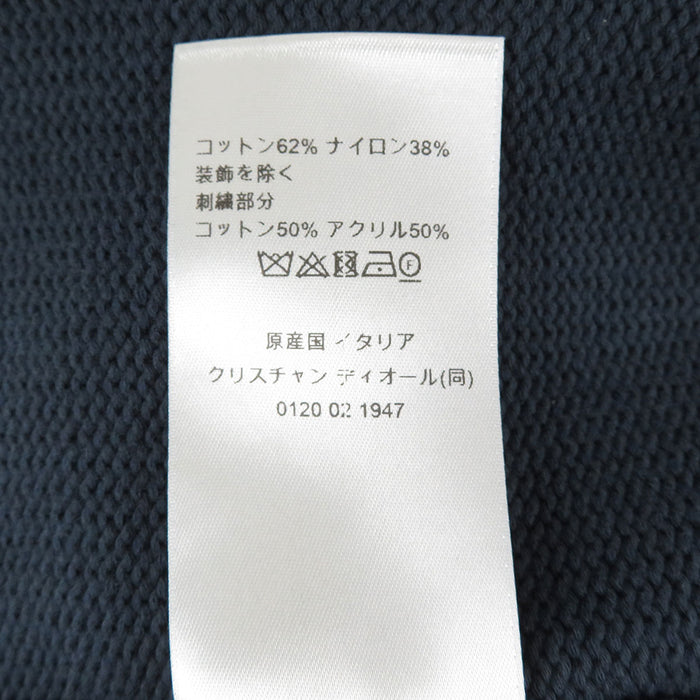 コットン62% ナイロン38%
装飾を除く
刺繍部分
コットン50% アクリル50%
F
原産国 イタリア
クリスチャン ディオール(同)
0120 02 1947